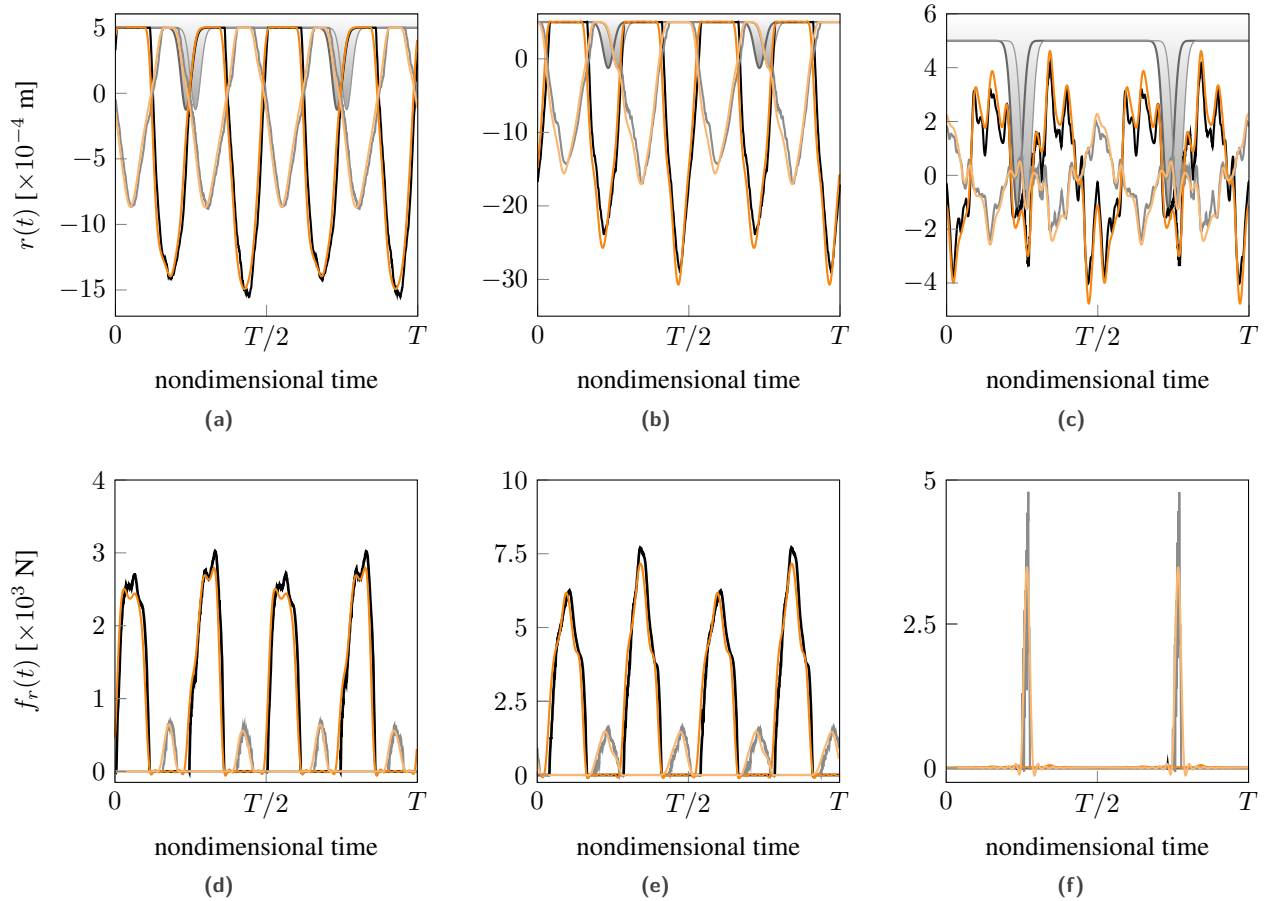 r(t) [×10⁻⁴ m]
5
0
−5
−10
−15
0
T/2
T
nondimensional time
(a)
0
−10
−20
−30
0
T/2
T
nondimensional time
(b)
6
4
2
0
−2
−4
0
T/2
T
nondimensional time
(c)
f_r(t) [×10³ N]
4
3
2
1
0
0
T/2
T
nondimensional time
(d)
10
7.5
5
2.5
0
0
T/2
T
nondimensional time
(e)
5
2.5
0
0
T/2
T
nondimensional time
(f)